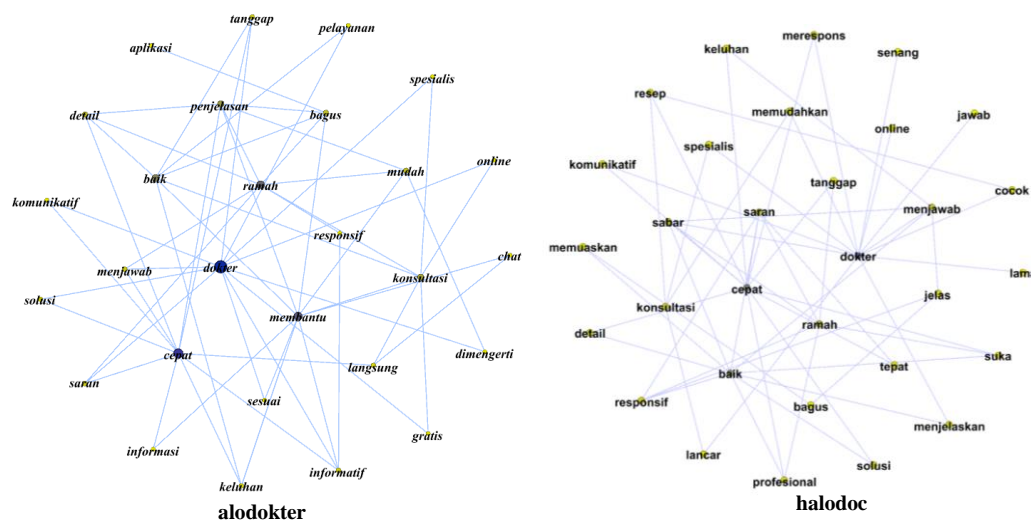 tanggap
pelayanan
aplikasi
spesialis
penjelasan
detail
bagus
online
mudah
baik
ramah
komunikatif
responsif
chat
menjawab
dokter
konsultasi
solusi
membantu
cepat
langsung
dimengerti
saran
sesuai
gratis
informasi
informatif
keluhan
alodokter
merespons
keluhan
senang
resep
memudahkan
jawab
online
spesialis
komunikatif
tanggap
cocok
saran
menjawab
sabar
memuaskan
dokter
lama
cepat
konsultasi
jelas
detail
ramah
suka
baik
tepat
responsif
bagus
menjelaskan
lancar
solusi
profesional
halodoc